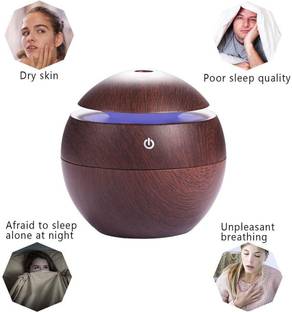 Dry skin
Poor sleep quality
Afraid to sleep
alone at night
Unpleasant
breathing